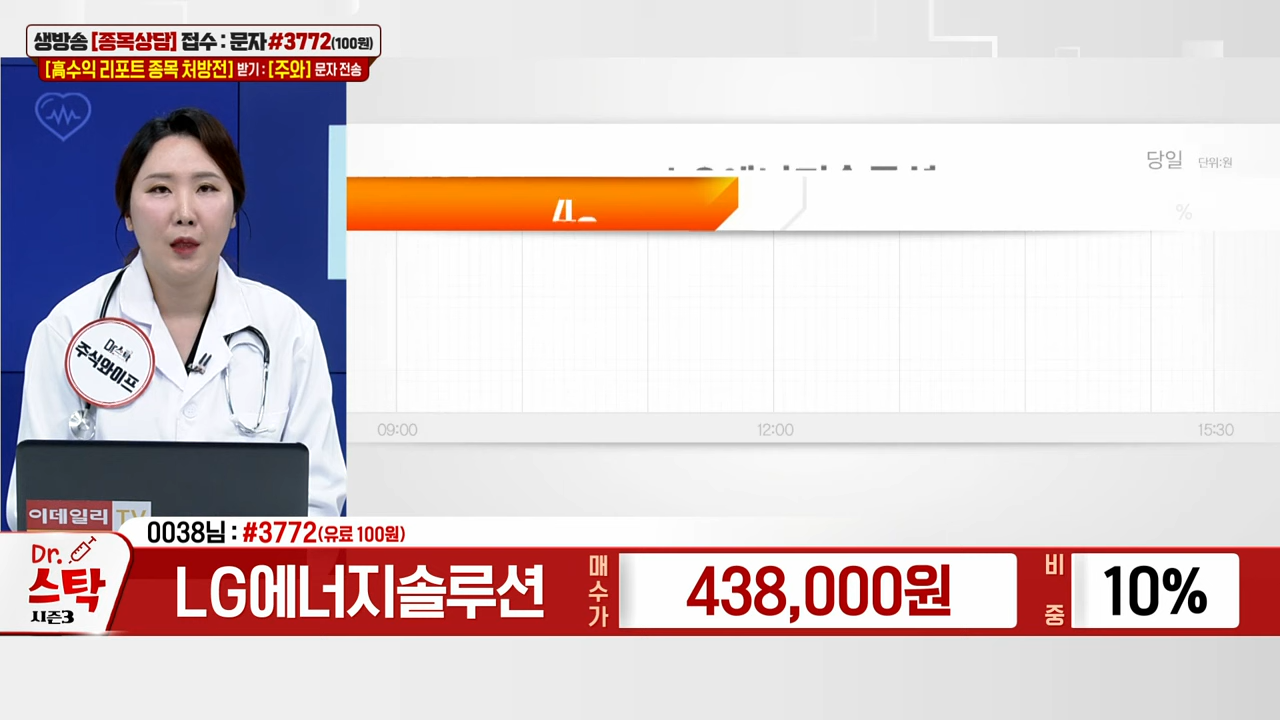 생방송 [종목상담] 접수 : 문자#3772(100원)
[高수익 리포트 종목 처방전] 받기 : [주와] 문자 전송
당일 단위:원
%
09:00 12:00 15:30
Dr.스탁
주식와이프
이데일리 TV
0038님 : #3772(유료 100원)
Dr.
스탁
시즌3
LG에너지솔루션 매수가 438,000원 비중 10%